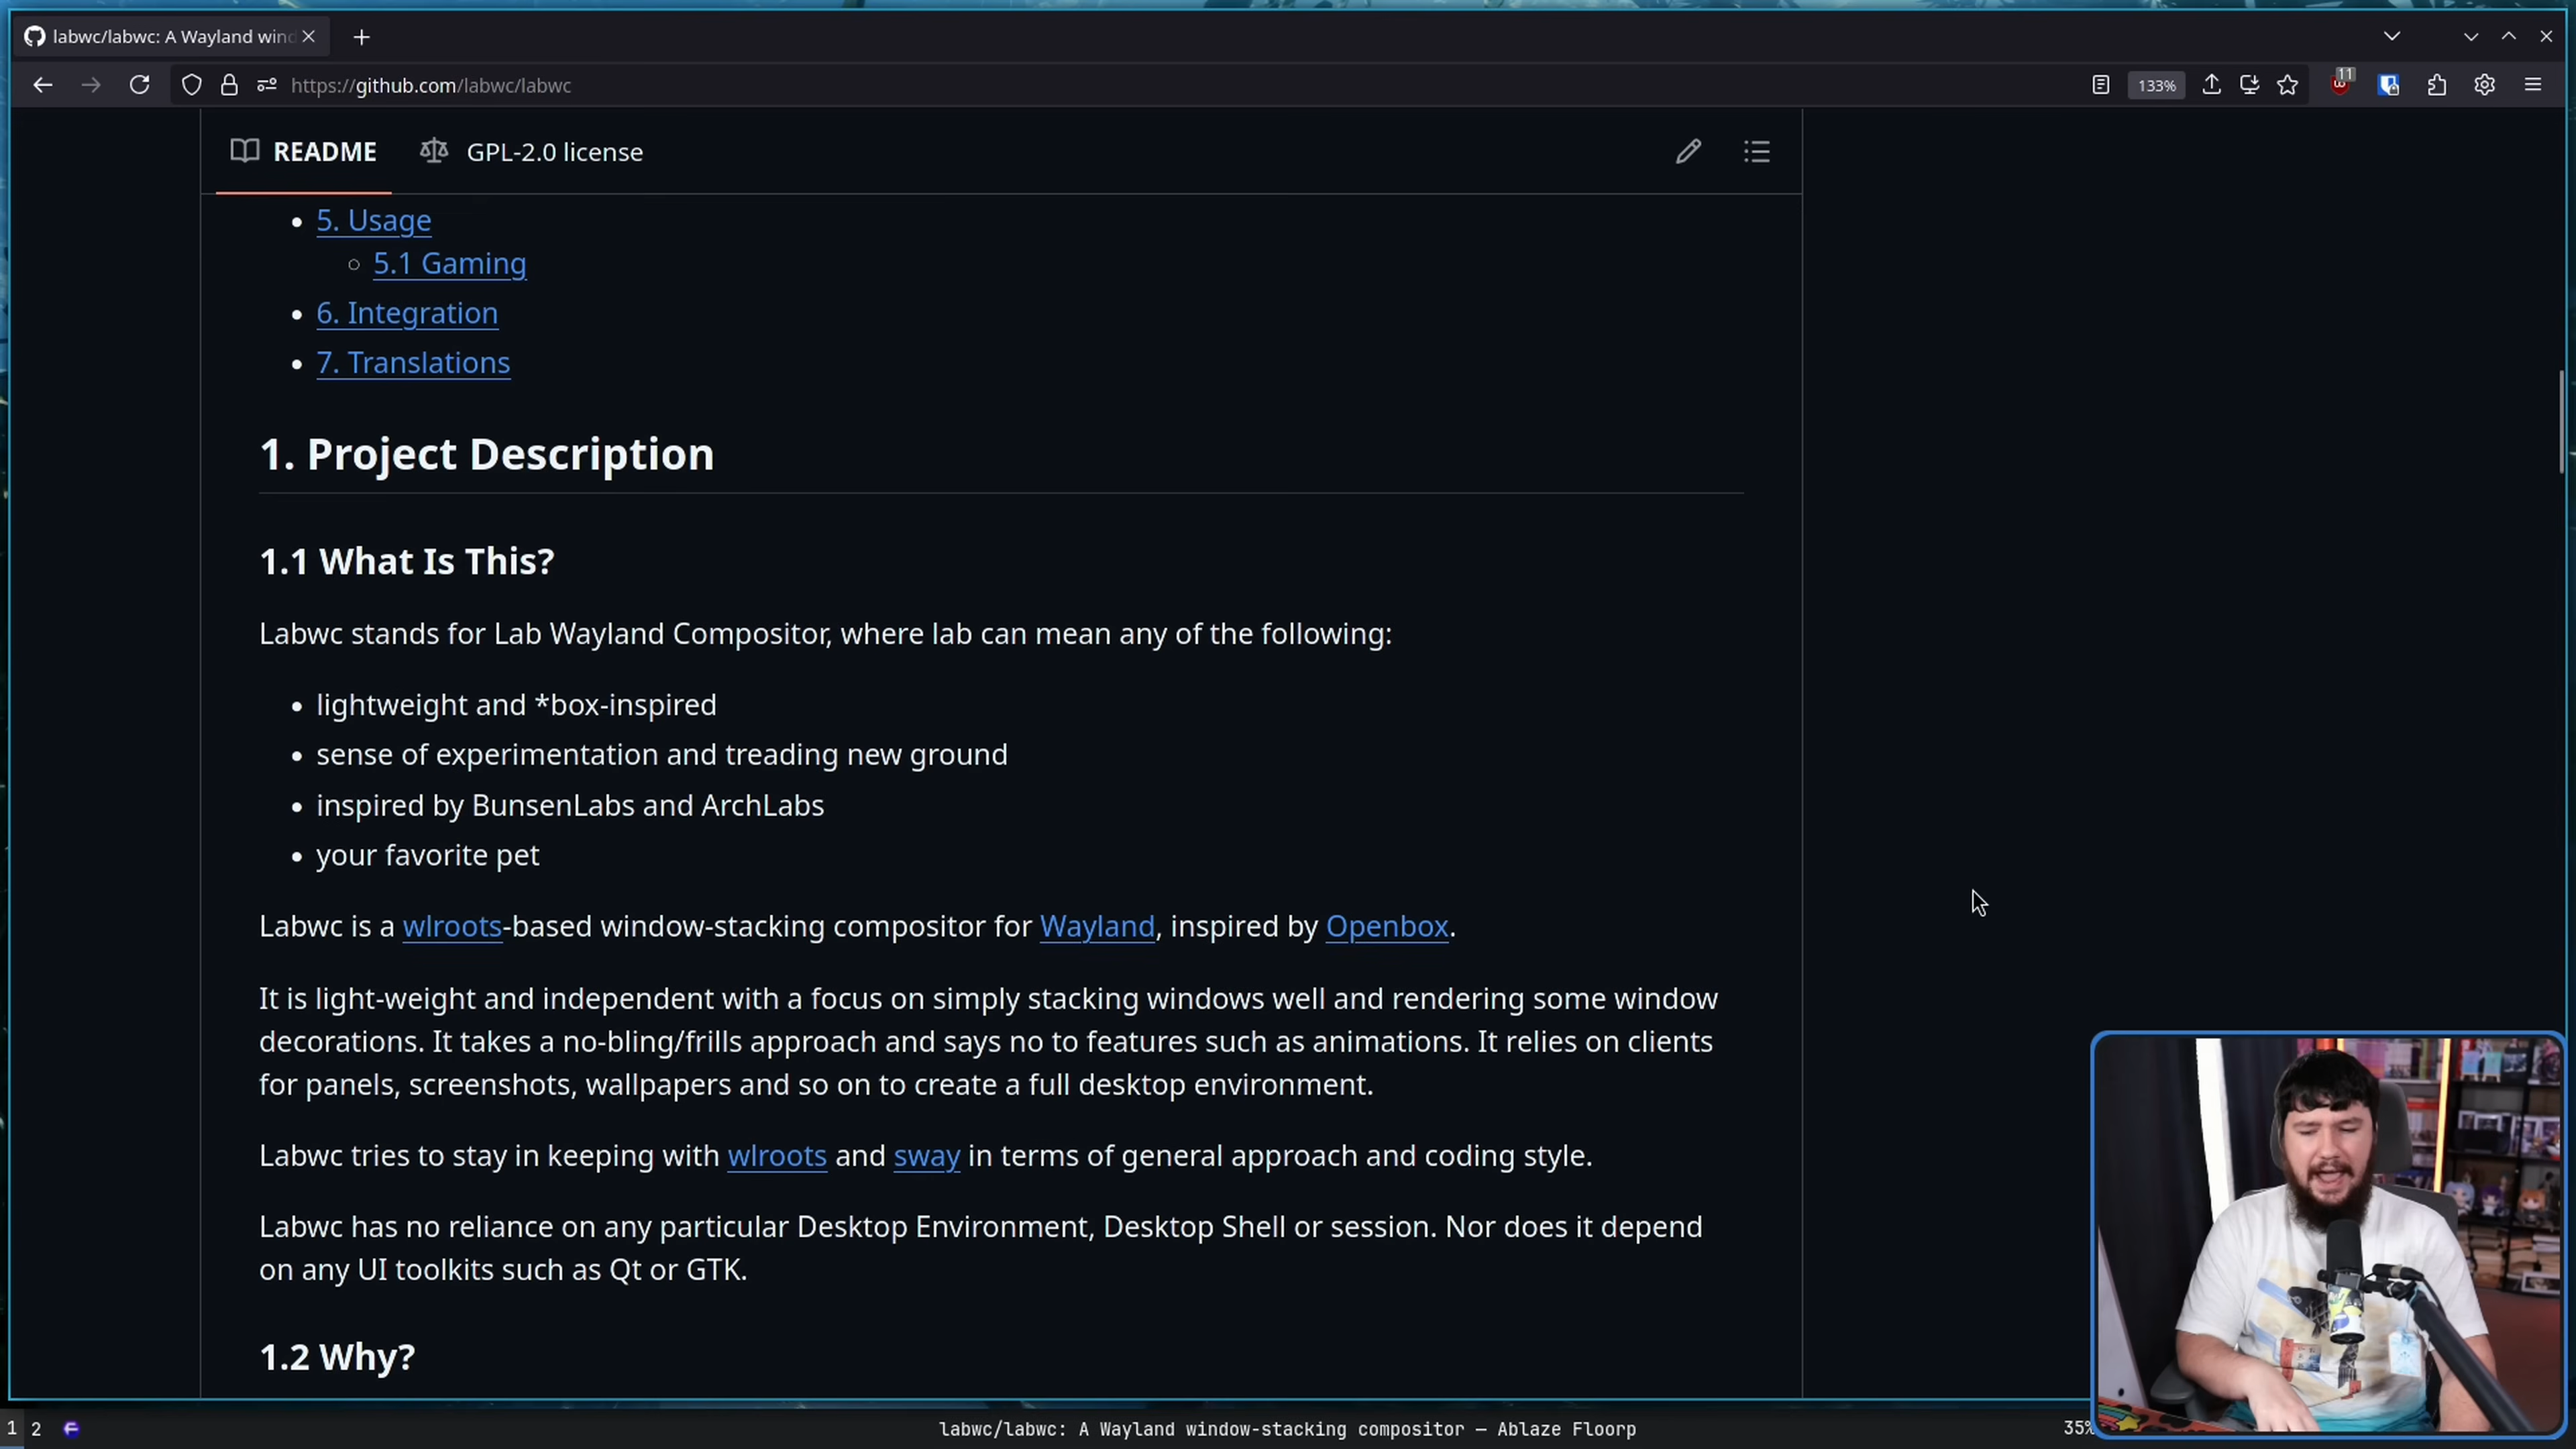 labwc/labwc: A Wayland wind
https://github.com/labwc/labwc
133%
11
README
GPL-2.0 license
5. Usage
5.1 Gaming
6. Integration
7. Translations
1. Project Description
1.1 What Is This?
Labwc stands for Lab Wayland Compositor, where lab can mean any of the following:
lightweight and *box-inspired
sense of experimentation and treading new ground
inspired by BunsenLabs and ArchLabs
your favorite pet
Labwc is a wlroots-based window-stacking compositor for Wayland, inspired by Openbox.
It is light-weight and independent with a focus on simply stacking windows well and rendering some window
decorations. It takes a no-bling/frills approach and says no to features such as animations. It relies on clients
for panels, screenshots, wallpapers and so on to create a full desktop environment.
Labwc tries to stay in keeping with wlroots and sway in terms of general approach and coding style.
Labwc has no reliance on any particular Desktop Environment, Desktop Shell or session. Nor does it depend
on any UI toolkits such as Qt or GTK.
1.2 Why?
1 2
labwc/labwc: A Wayland window-stacking compositor — Ablaze Floorp
35%